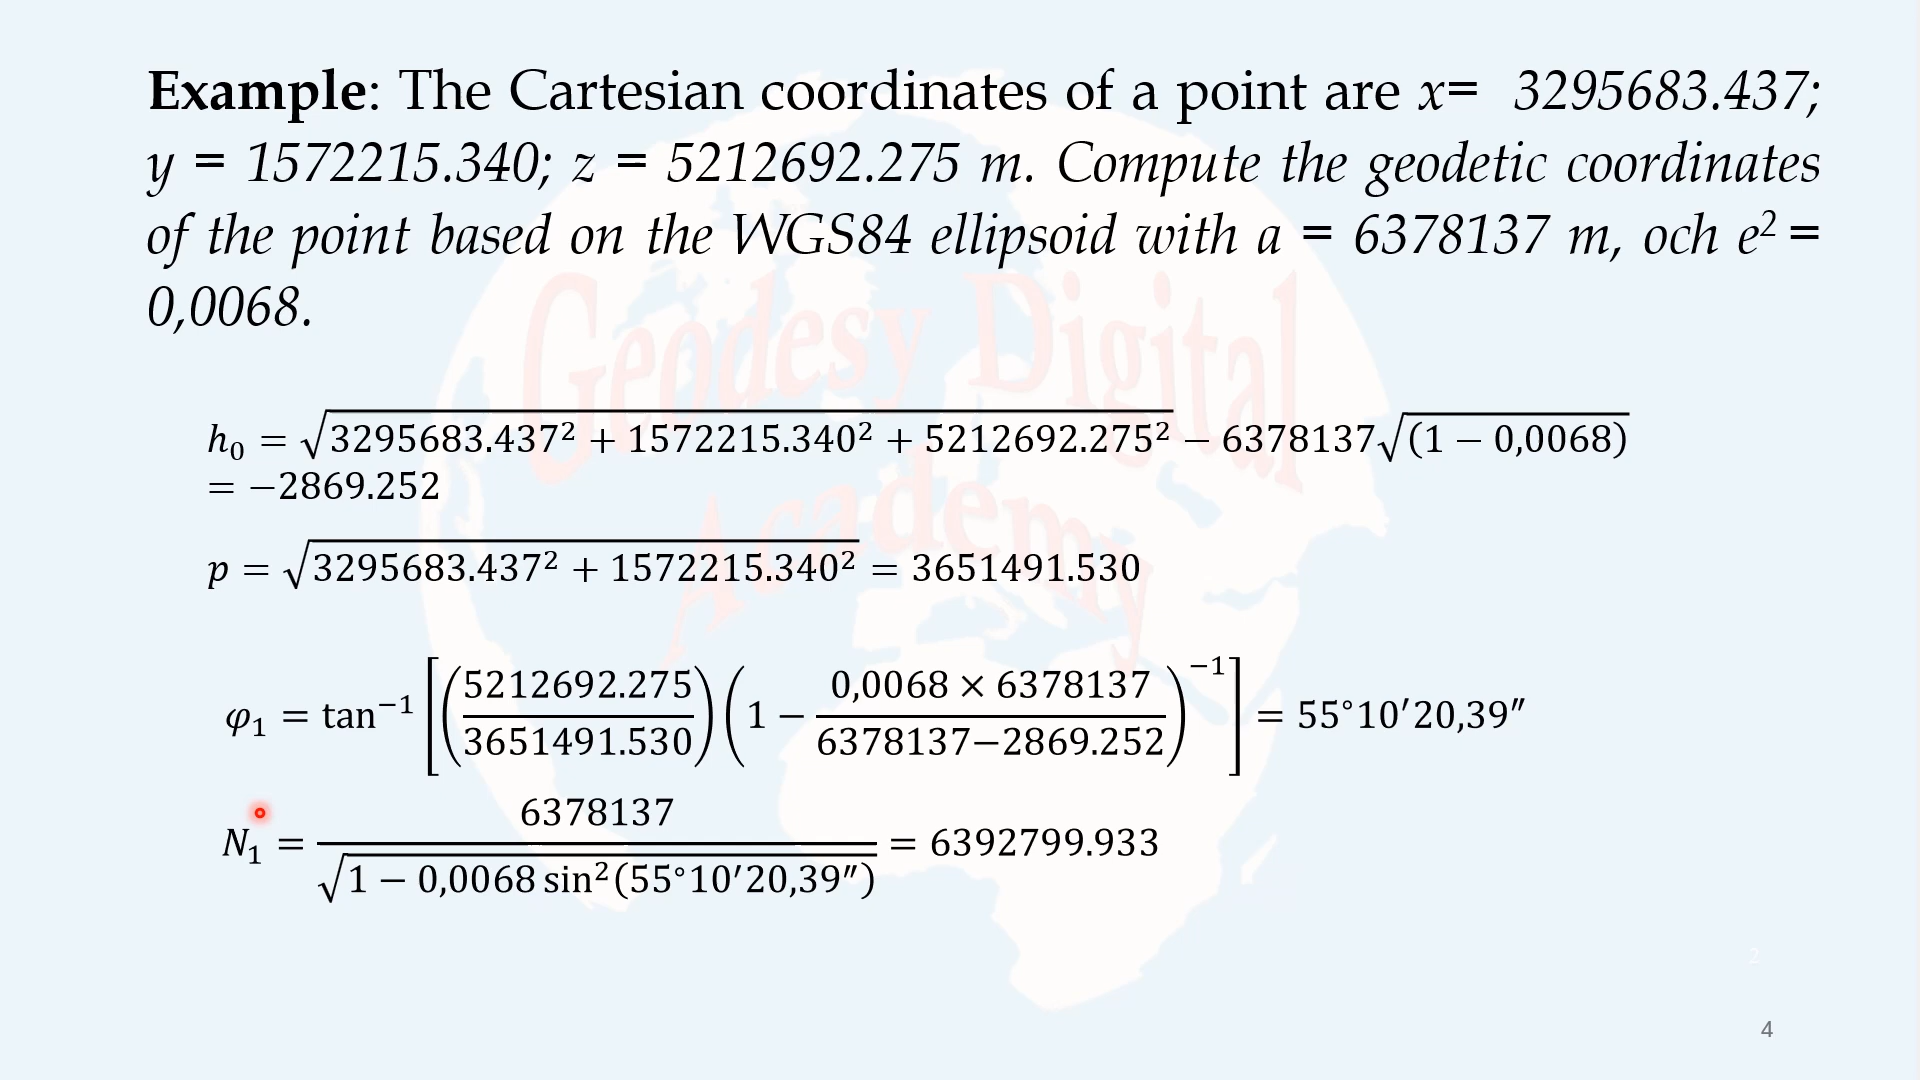 Example: The Cartesian coordinates of a point are x= 3295683.437;
y = 1572215.340; z = 5212692.275 m. Compute the geodetic coordinates
of the point based on the WGS84 ellipsoid with a = 6378137 m, och e² =
0,0068.
h₀ = √(3295683.437² + 1572215.340² + 5212692.275²) − 6378137√(1 − 0,0068)
= −2869.252
p = √(3295683.437² + 1572215.340²) = 3651491.530
φ₁ = tan⁻¹ [(5212692.275/3651491.530)(1 − (0,0068 × 6378137)/(6378137−2869.252))⁻¹] = 55°10′20,39″
N₁ = 6378137/√(1 − 0,0068 sin²(55°10′20,39″)) = 6392799.933
Geodesy Digital
Academy
2
4